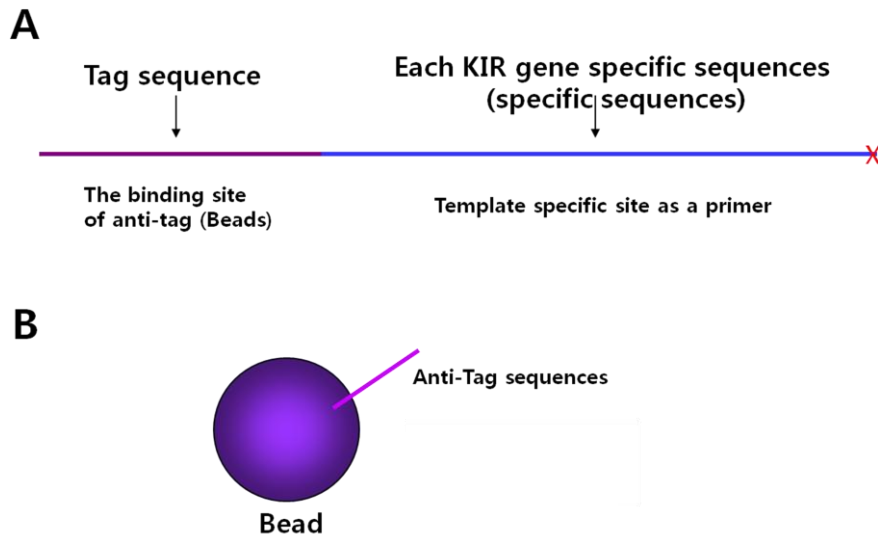 A
Tag sequence
Each KIR gene specific sequences
(specific sequences)
X
The binding site
of anti-tag (Beads)
Template specific site as a primer
B
Anti-Tag sequences
Bead